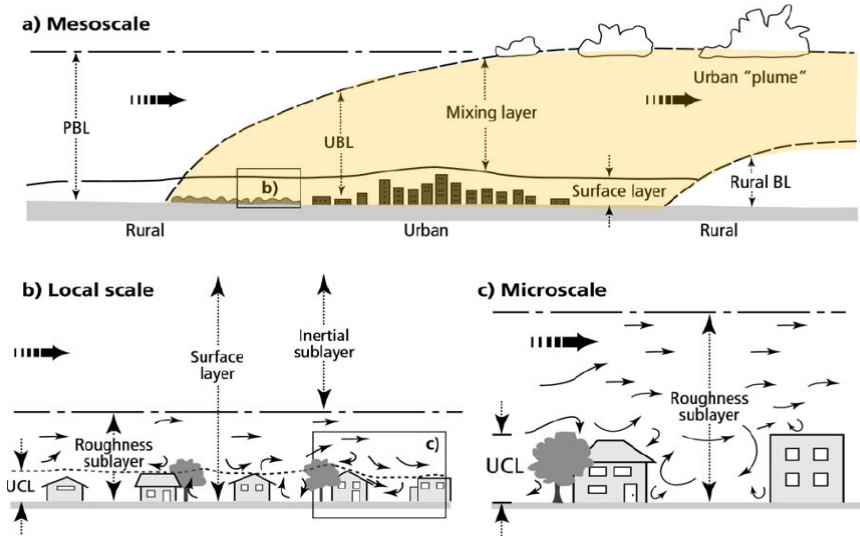 a) Mesoscale
PBL
UBL
Mixing layer
Urban "plume"
b)
Surface layer
Rural BL
Rural
Urban
Rural
b) Local scale
Surface
layer
Inertial
sublayer
Roughness
sublayer
UCL
c)
c) Microscale
Roughness
sublayer
UCL